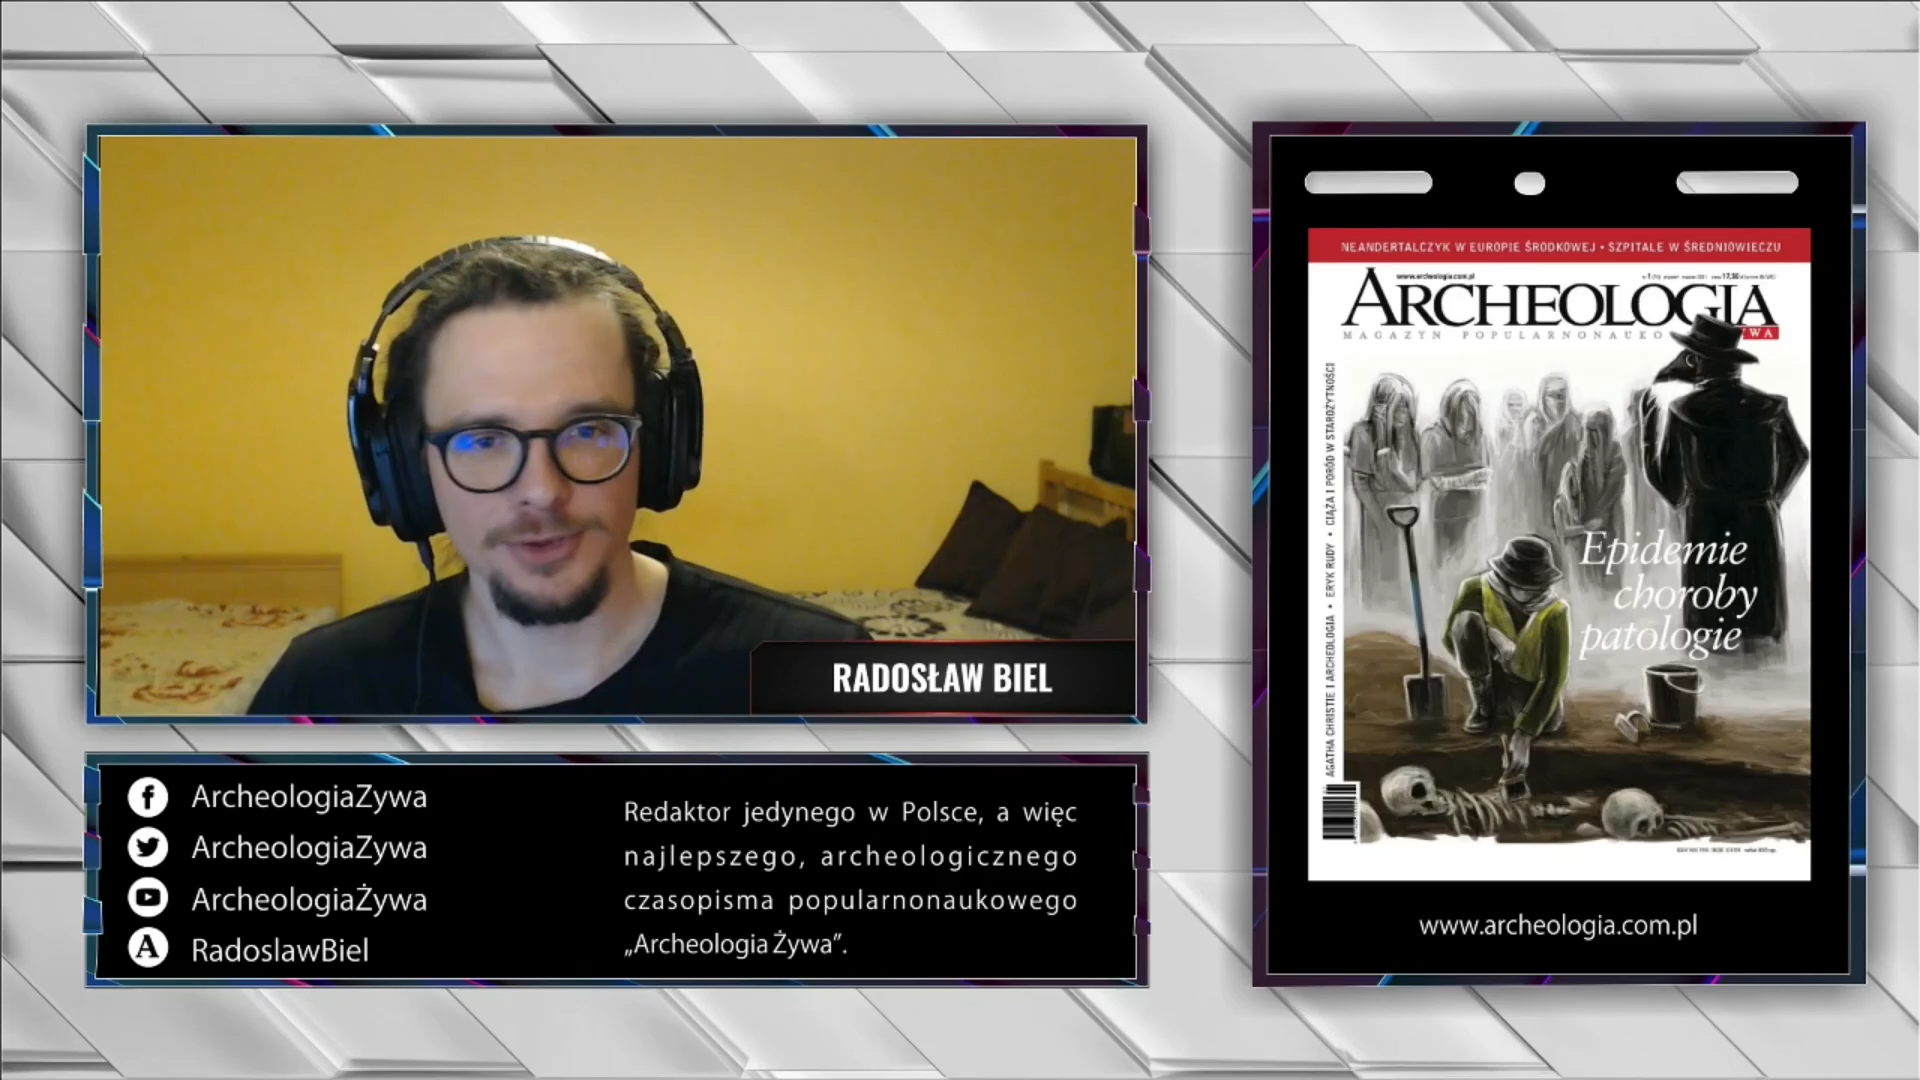 RADOSŁAW BIEL
ArcheologiaZywa
ArcheologiaZywa
ArcheologiaŻywa
RadoslawBiel
Redaktor jedynego w Polsce, a więc
najlepszego, archeologicznego
czasopisma popularnonaukowego
„Archeologia Żywa”.
NEANDERTALCZYK W EUROPIE ŚRODKOWEJ • SZPITALE W ŚREDNIOWIECZU
www.archeologia.com.pl
ARCHEOLOGIA
MAGAZYN POPULARNONAUKO
YWA
AGATHA CHRISTIE I ARCHEOLOGIA • ERYK RUDY • CIĄŻA I PORÓD W STAROŻYTNOŚCI
Epidemie
choroby
patologie
www.archeologia.com.pl